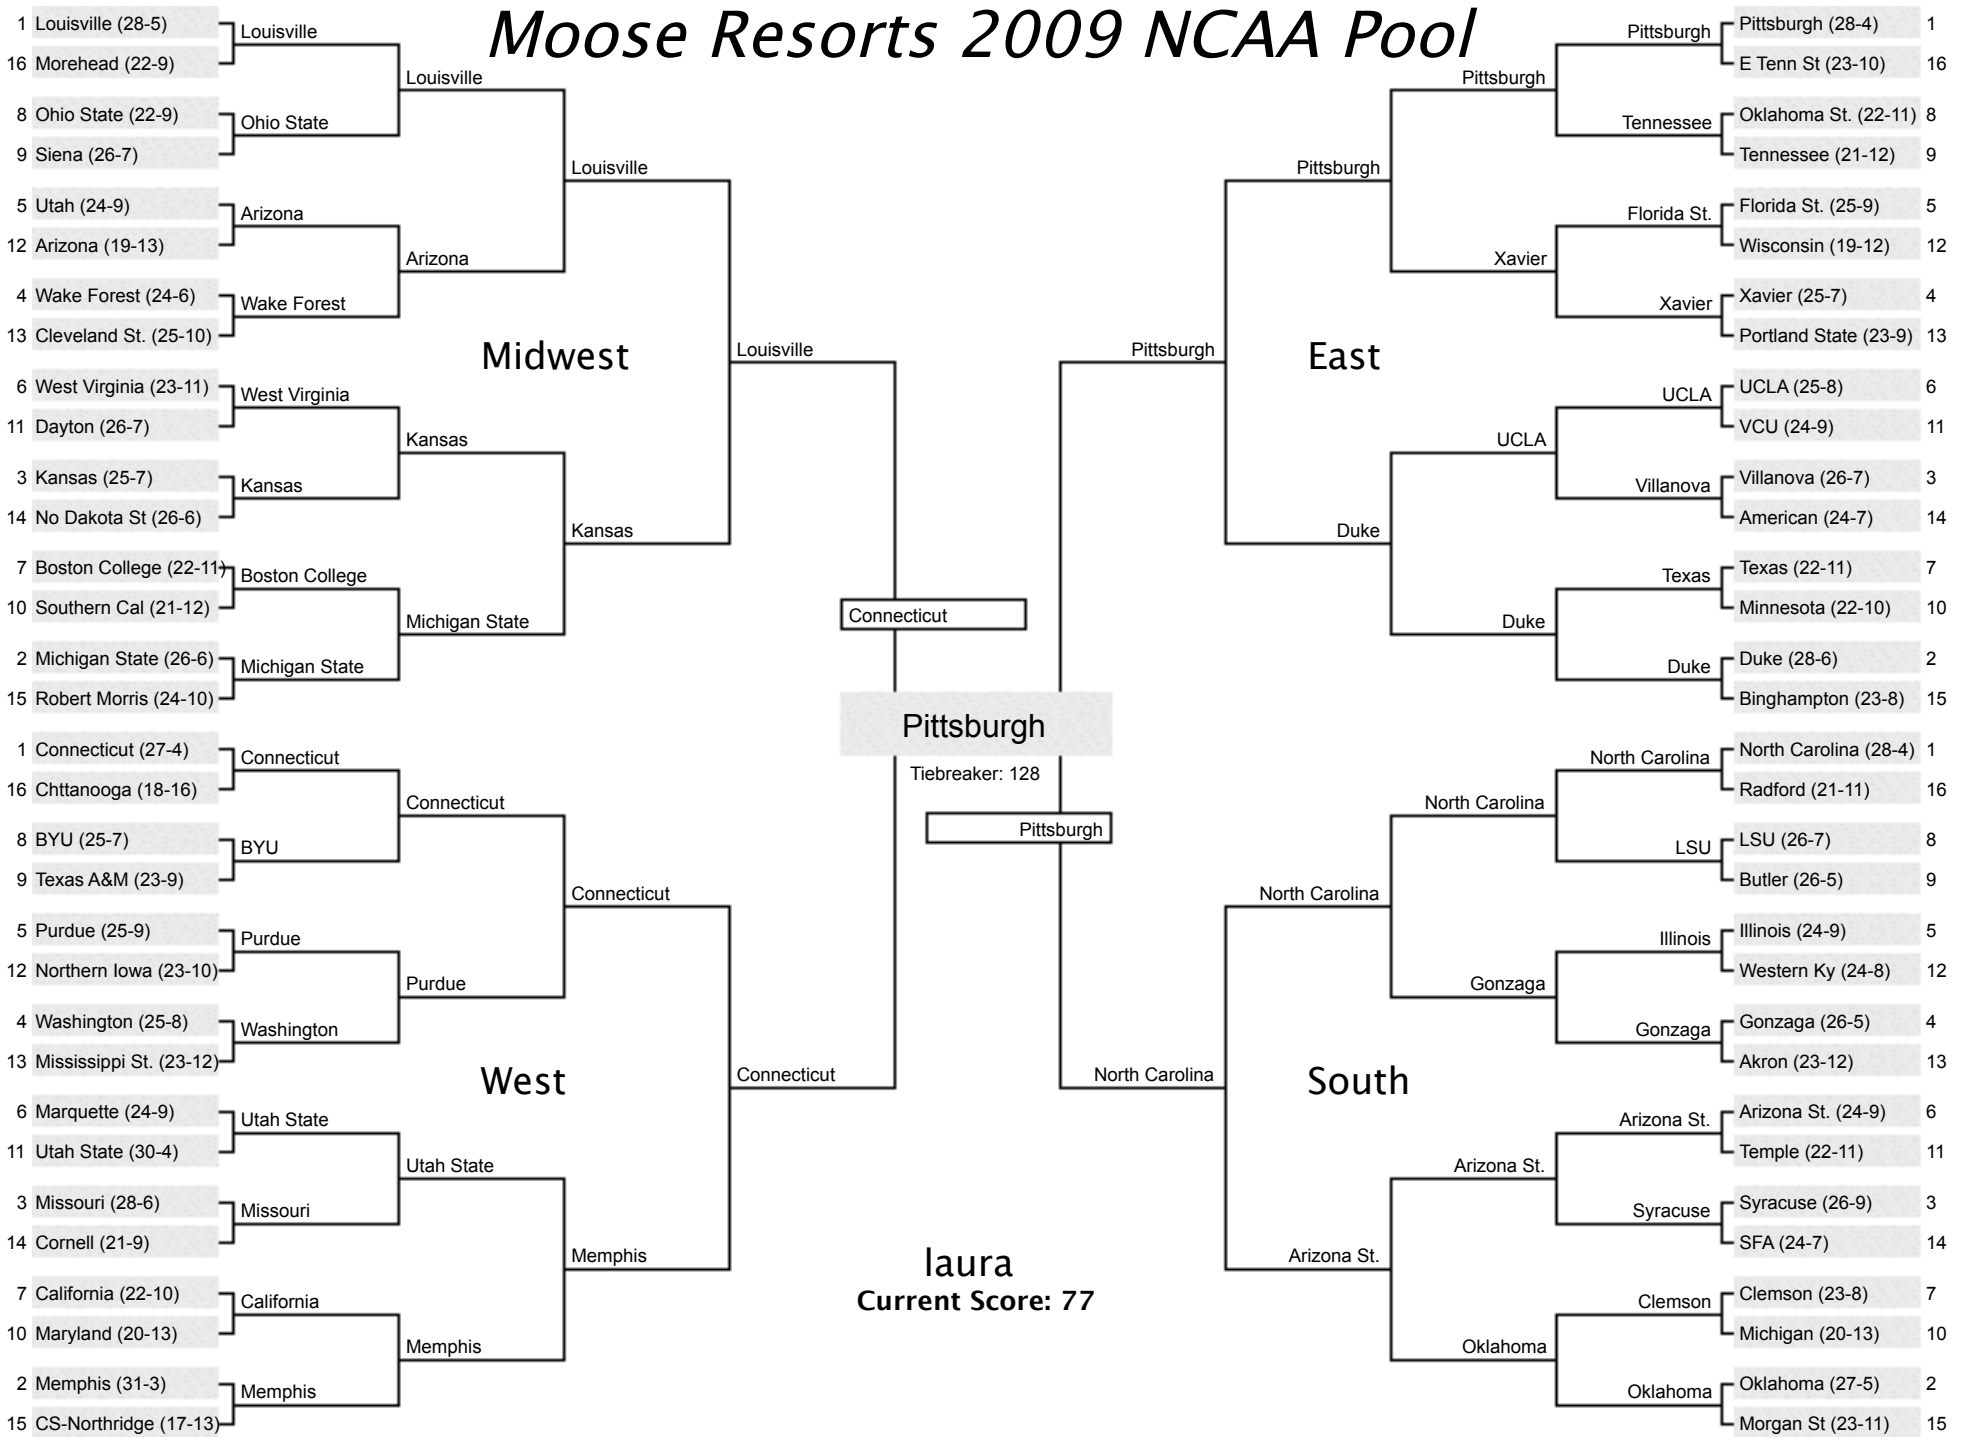 Moose Resorts 2009 NCAA Pool
1 Louisville (28-5)
16 Morehead (22-9)
8 Ohio State (22-9)
9 Siena (26-7)
5 Utah (24-9)
12 Arizona (19-13)
4 Wake Forest (24-6)
13 Cleveland St. (25-10)
6 West Virginia (23-11)
11 Dayton (26-7)
3 Kansas (25-7)
14 No Dakota St (26-6)
7 Boston College (22-11)
10 Southern Cal (21-12)
2 Michigan State (26-6)
15 Robert Morris (24-10)
Louisville
Ohio State
Arizona
Wake Forest
West Virginia
Kansas
Boston College
Michigan State
Louisville
Arizona
Kansas
Michigan State
Louisville
Kansas
Midwest
Louisville
1 Connecticut (27-4)
16 Chttanooga (18-16)
8 BYU (25-7)
9 Texas A&M (23-9)
5 Purdue (25-9)
12 Northern Iowa (23-10)
4 Washington (25-8)
13 Mississippi St. (23-12)
6 Marquette (24-9)
11 Utah State (30-4)
3 Missouri (28-6)
14 Cornell (21-9)
7 California (22-10)
10 Maryland (20-13)
2 Memphis (31-3)
15 CS-Northridge (17-13)
Connecticut
BYU
Purdue
Washington
Utah State
Missouri
California
Memphis
Connecticut
Purdue
Utah State
Memphis
Connecticut
Memphis
West
Connecticut
Connecticut
Pittsburgh
Tiebreaker: 128
Pittsburgh
laura
Current Score: 77
Pittsburgh (28-4) 1
E Tenn St (23-10) 16
Oklahoma St. (22-11) 8
Tennessee (21-12) 9
Florida St. (25-9) 5
Wisconsin (19-12) 12
Xavier (25-7) 4
Portland State (23-9) 13
UCLA (25-8) 6
VCU (24-9) 11
Villanova (26-7) 3
American (24-7) 14
Texas (22-11) 7
Minnesota (22-10) 10
Duke (28-6) 2
Binghampton (23-8) 15
Pittsburgh
Tennessee
Florida St.
Xavier
UCLA
Villanova
Texas
Duke
Pittsburgh
Xavier
UCLA
Duke
Pittsburgh
Duke
East
Pittsburgh
North Carolina (28-4) 1
Radford (21-11) 16
LSU (26-7) 8
Butler (26-5) 9
Illinois (24-9) 5
Western Ky (24-8) 12
Gonzaga (26-5) 4
Akron (23-12) 13
Arizona St. (24-9) 6
Temple (22-11) 11
Syracuse (26-9) 3
SFA (24-7) 14
Clemson (23-8) 7
Michigan (20-13) 10
Oklahoma (27-5) 2
Morgan St (23-11) 15
North Carolina
LSU
Illinois
Gonzaga
Arizona St.
Syracuse
Clemson
Oklahoma
North Carolina
Gonzaga
Arizona St.
Oklahoma
North Carolina
Arizona St.
South
North Carolina